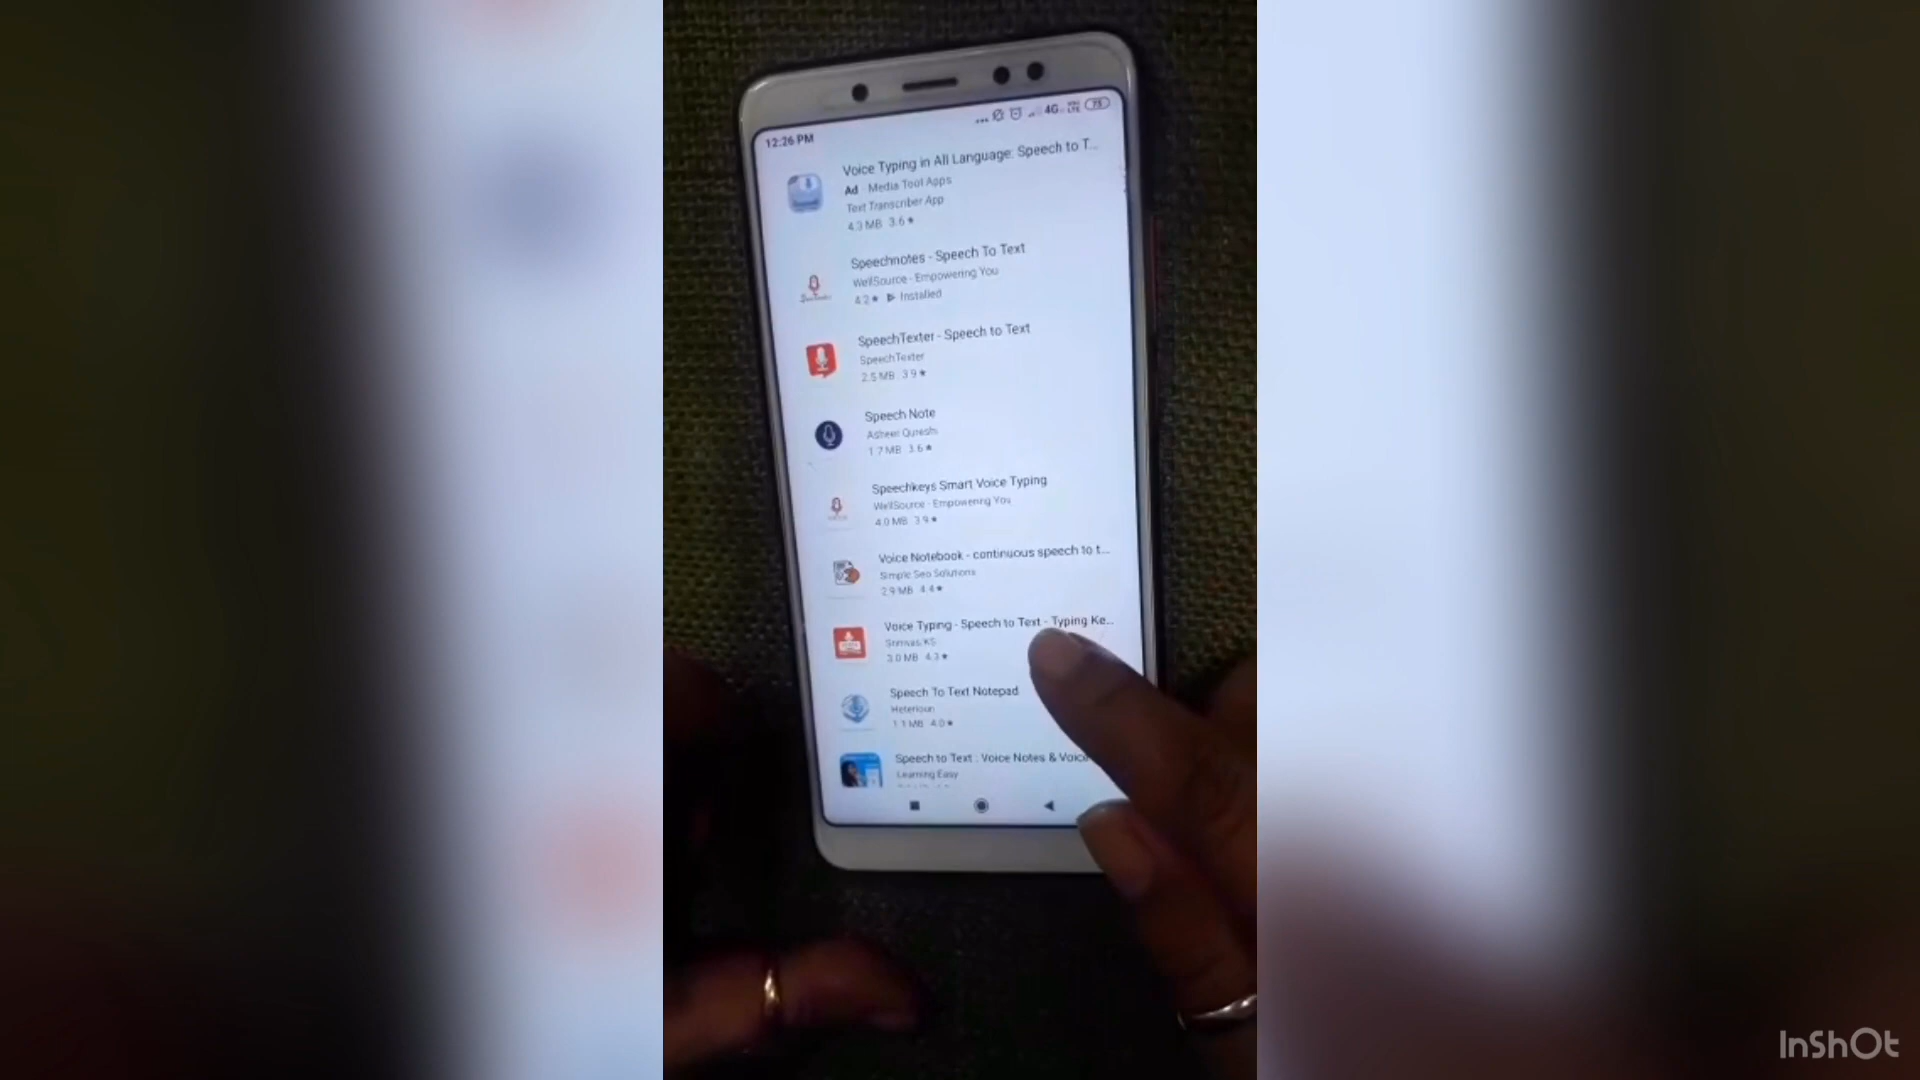 12:26 PM
4G
73
Voice Typing in All Language: Speech to T...
Ad · Media Tool Apps
Text Transcriber App
4.3 MB 3.6★
Speechnotes - Speech To Text
WellSource - Empowering You
4.2★ Installed
SpeechTexter - Speech to Text
SpeechTexter
2.5 MB 3.9★
Speech Note
1.7 MB 3.6★
Speechkeys Smart Voice Typing
WellSource - Empowering You
4.0 MB 3.9★
Voice Notebook - continuous speech to t...
Simple Seo Solutions
2.9 MB 4.4★
Voice Typing - Speech to Text - Typing Ke...
Srinivas KS
3.0 MB 4.3★
Speech To Text Notepad
1.1 MB 4.0★
Speech to Text : Voice Notes & Voice
Learning Easy
InShOt